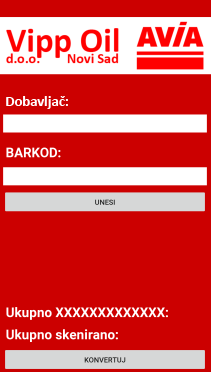 Vipp Oil
d.o.o. Novi Sad
AVIA
Dobavljač:
BARKOD:
UNESI
Ukupno XXXXXXXXXXXXX:
Ukupno skenirano:
KONVERTUJ